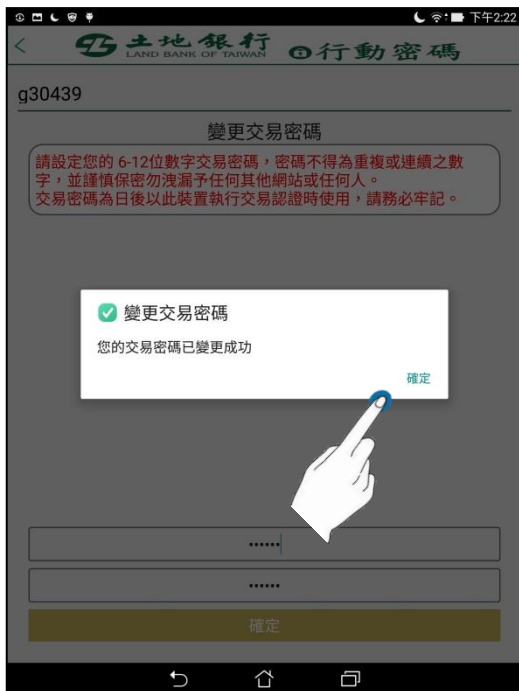 下午2:22
土地銀行
LAND BANK OF TAIWAN
行動密碼
g30439
變更交易密碼
請設定您的 6-12位數字交易密碼，密碼不得為重複或連續之數
字，並謹慎保密勿洩漏予任何其他網站或任何人。
交易密碼為日後以此裝置執行交易認證時使用，請務必牢記。
變更交易密碼
您的交易密碼已變更成功
確定
••••••
••••••
確定